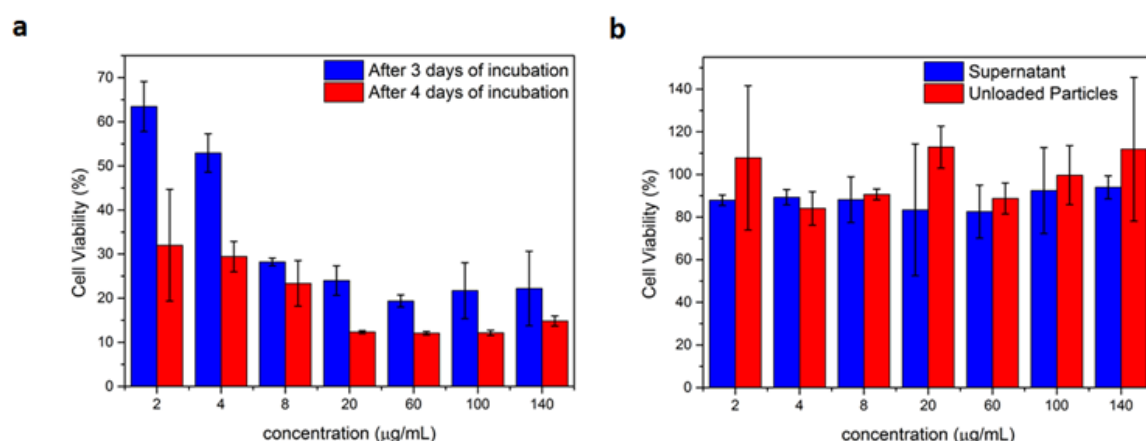 a
After 3 days of incubation
After 4 days of incubation
Cell Viability (%)
70
60
50
40
30
20
10
0
2 4 8 20 60 100 140
concentration (μg/mL)
b
Supernatant
Unloaded Particles
Cell Viability (%)
140
120
100
80
60
40
20
0
2 4 8 20 60 100 140
concentration (μg/mL)